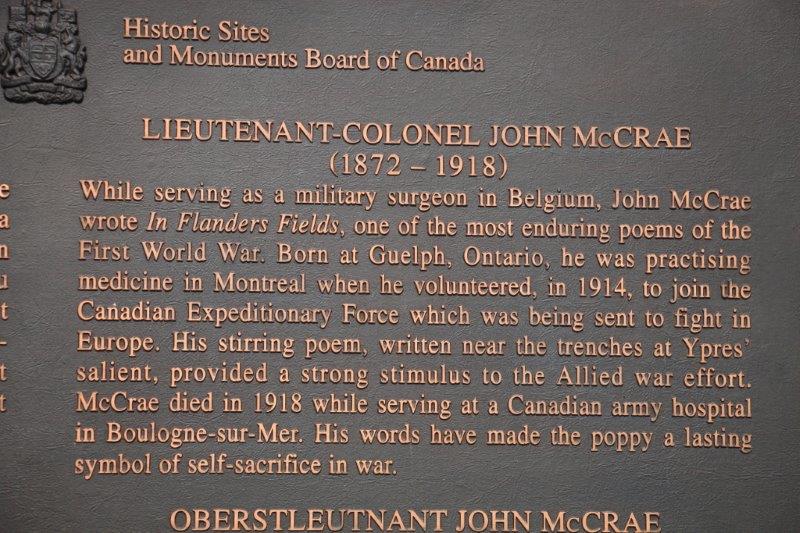 Historic Sites
and Monuments Board of Canada
LIEUTENANT-COLONEL JOHN McCRAE
(1872 – 1918)
While serving as a military surgeon in Belgium, John McCrae
wrote In Flanders Fields, one of the most enduring poems of the
First World War. Born at Guelph, Ontario, he was practising
medicine in Montreal when he volunteered, in 1914, to join the
Canadian Expeditionary Force which was being sent to fight in
Europe. His stirring poem, written near the trenches at Ypres'
salient, provided a strong stimulus to the Allied war effort.
McCrae died in 1918 while serving at a Canadian army hospital
in Boulogne-sur-Mer. His words have made the poppy a lasting
symbol of self-sacrifice in war.
OBERSTLEUTNANT JOHN McCRAE